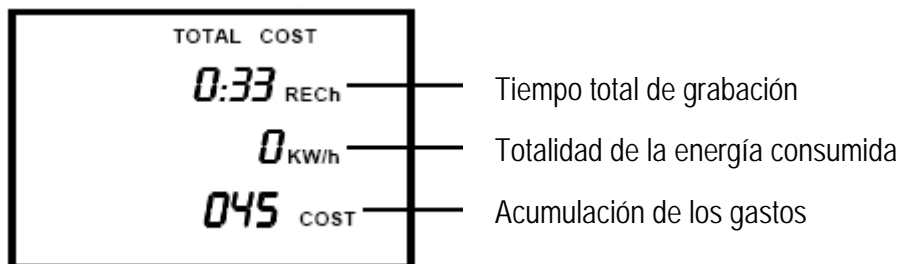 TOTAL COST
0:33 RECh Tiempo total de grabación
0 KW/h Totalidad de la energía consumida
045 COST Acumulación de los gastos